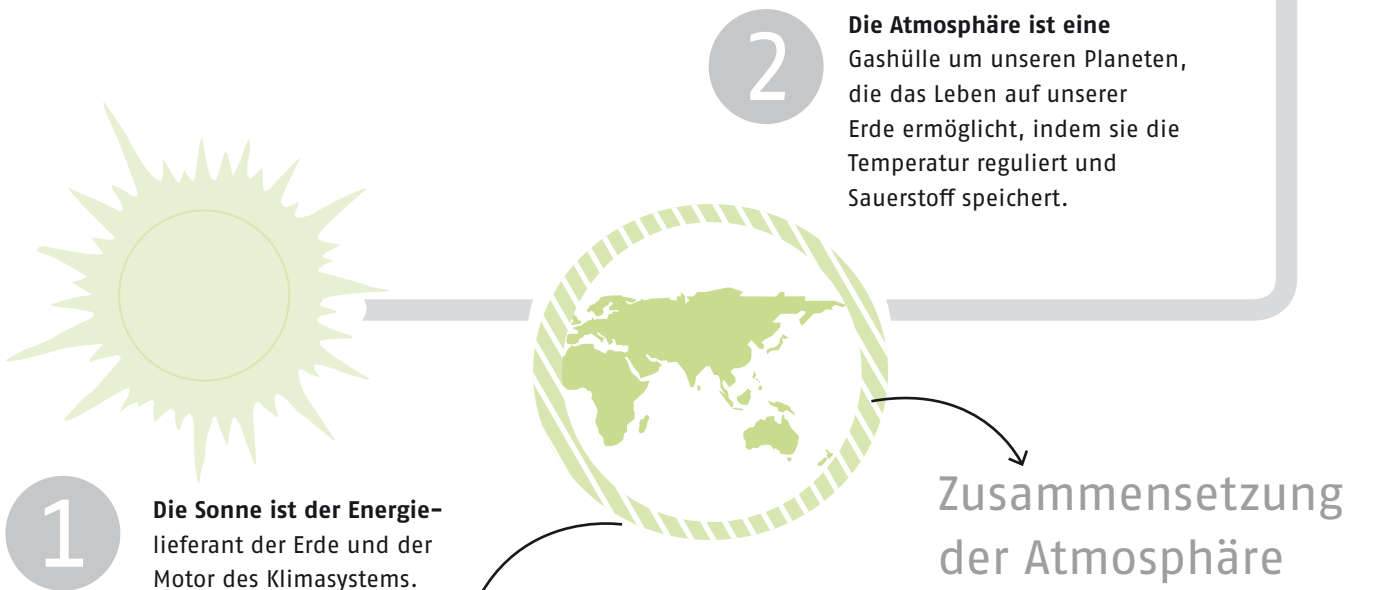 2
Die Atmosphäre ist eine
Gashülle um unseren Planeten,
die das Leben auf unserer
Erde ermöglicht, indem sie die
Temperatur reguliert und
Sauerstoff speichert.
1
Die Sonne ist der Energie-
lieferant der Erde und der
Motor des Klimasystems.
Zusammensetzung
der Atmosphäre